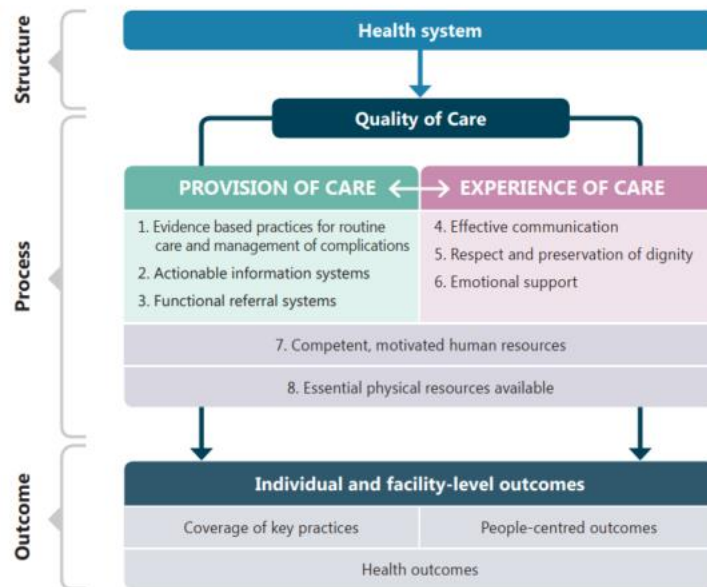 Structure
Health system
Quality of Care
Process
PROVISION OF CARE
EXPERIENCE OF CARE
1. Evidence based practices for routine
care and management of complications
2. Actionable information systems
3. Functional referral systems
4. Effective communication
5. Respect and preservation of dignity
6. Emotional support
7. Competent, motivated human resources
8. Essential physical resources available
Outcome
Individual and facility-level outcomes
Coverage of key practices
People-centred outcomes
Health outcomes